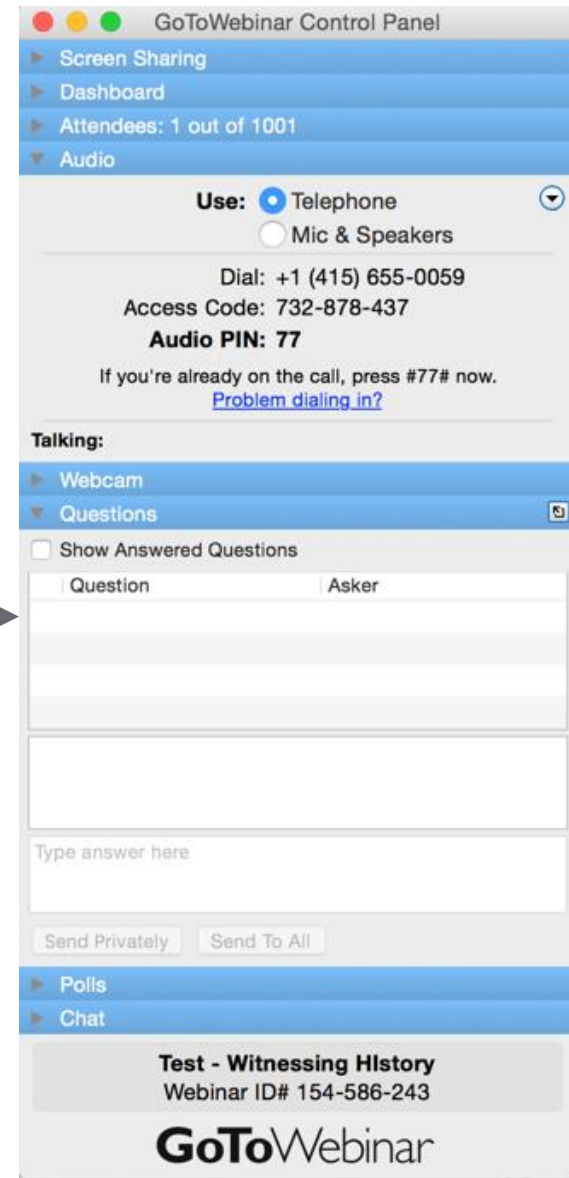 GoToWebinar Control Panel
Screen Sharing
Dashboard
Attendees: 1 out of 1001
Audio
Use: Telephone
Mic & Speakers
Dial: +1 (415) 655-0059
Access Code: 732-878-437
Audio PIN: 77
If you're already on the call, press #77# now.
Problem dialing in?
Talking:
Webcam
Questions
Show Answered Questions
Question Asker
Type answer here
Send Privately Send To All
Polls
Chat
Test - Witnessing HIstory
Webinar ID# 154-586-243
GoToWebinar